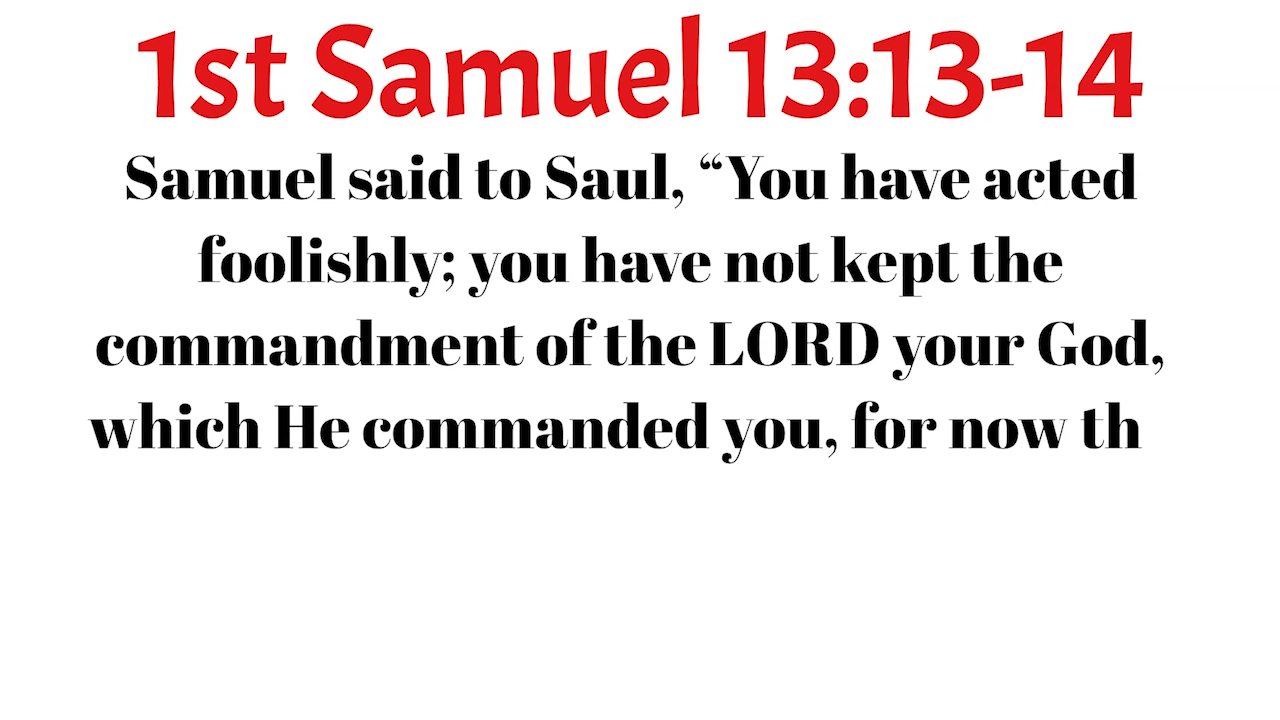 1st Samuel 13:13-14
Samuel said to Saul, “You have acted
foolishly; you have not kept the
commandment of the LORD your God,
which He commanded you, for now th